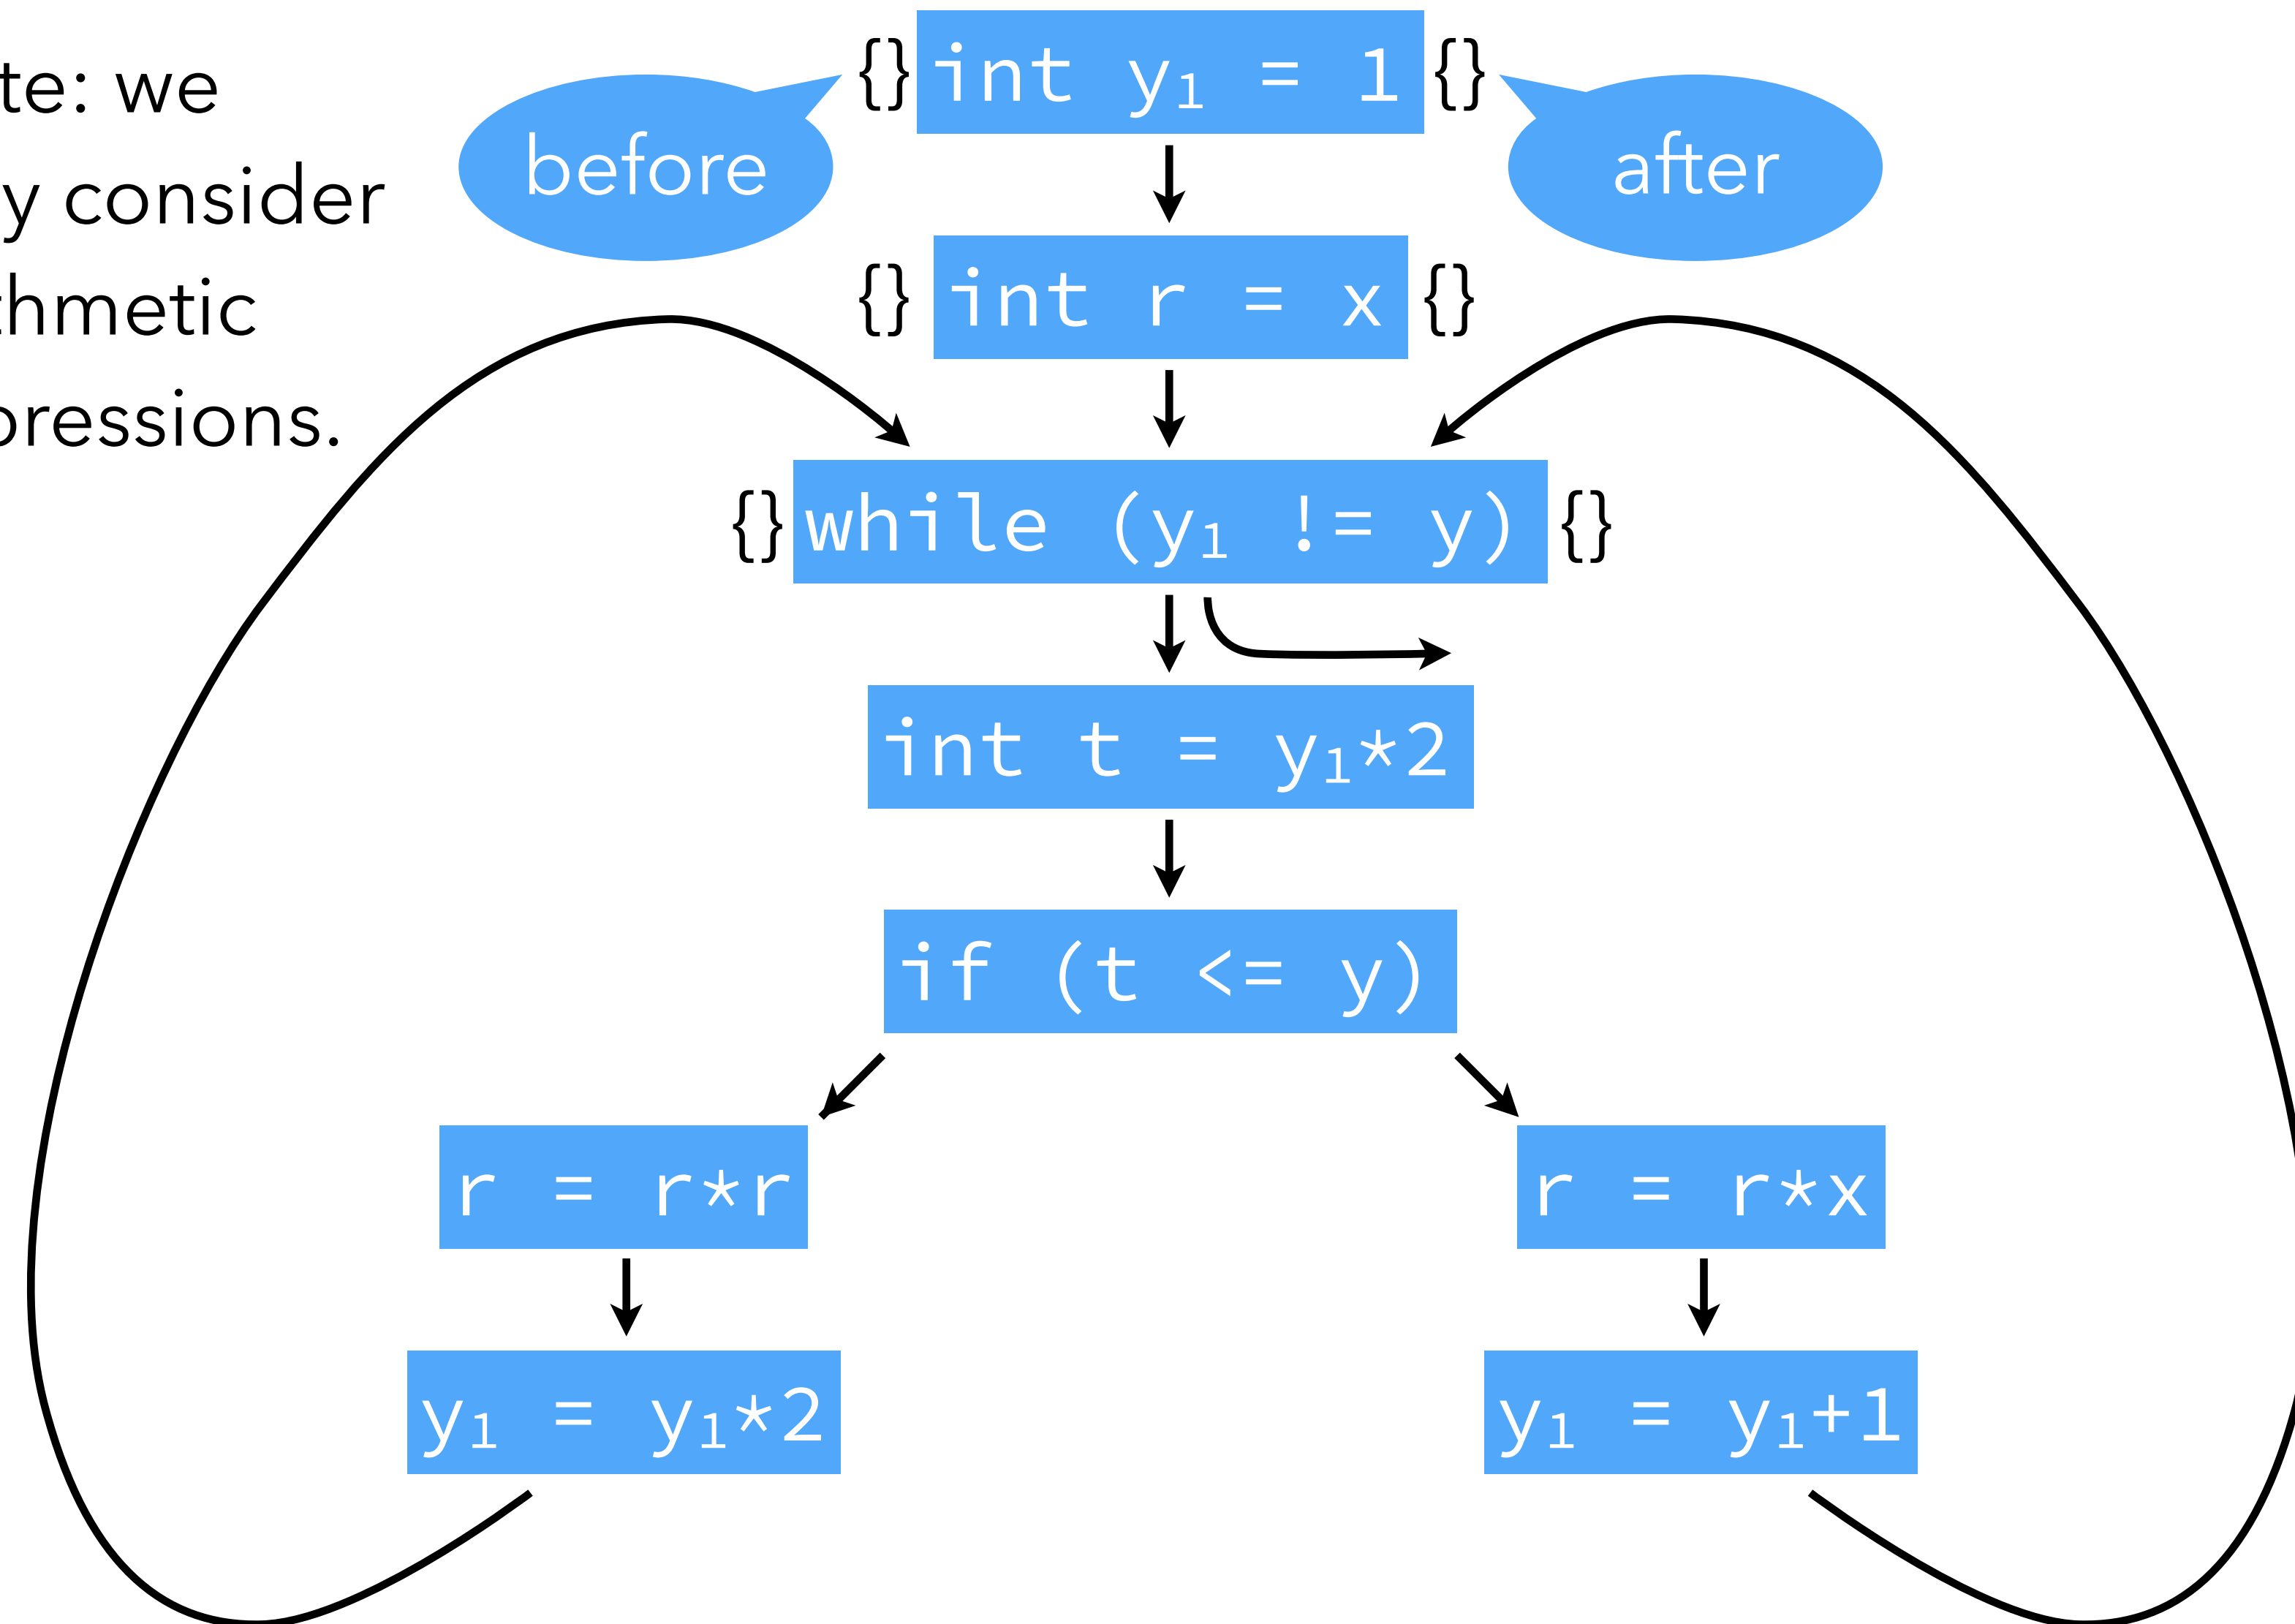 te: we
y consider
hmetic
ressions.
before
{} int y₁ = 1 {}
after
{} int r = x {}
{} while (y₁ != y) {}
int t = y₁*2
if (t <= y)
r = r*r
r = r*x
y₁ = y₁*2
y₁ = y₁+1